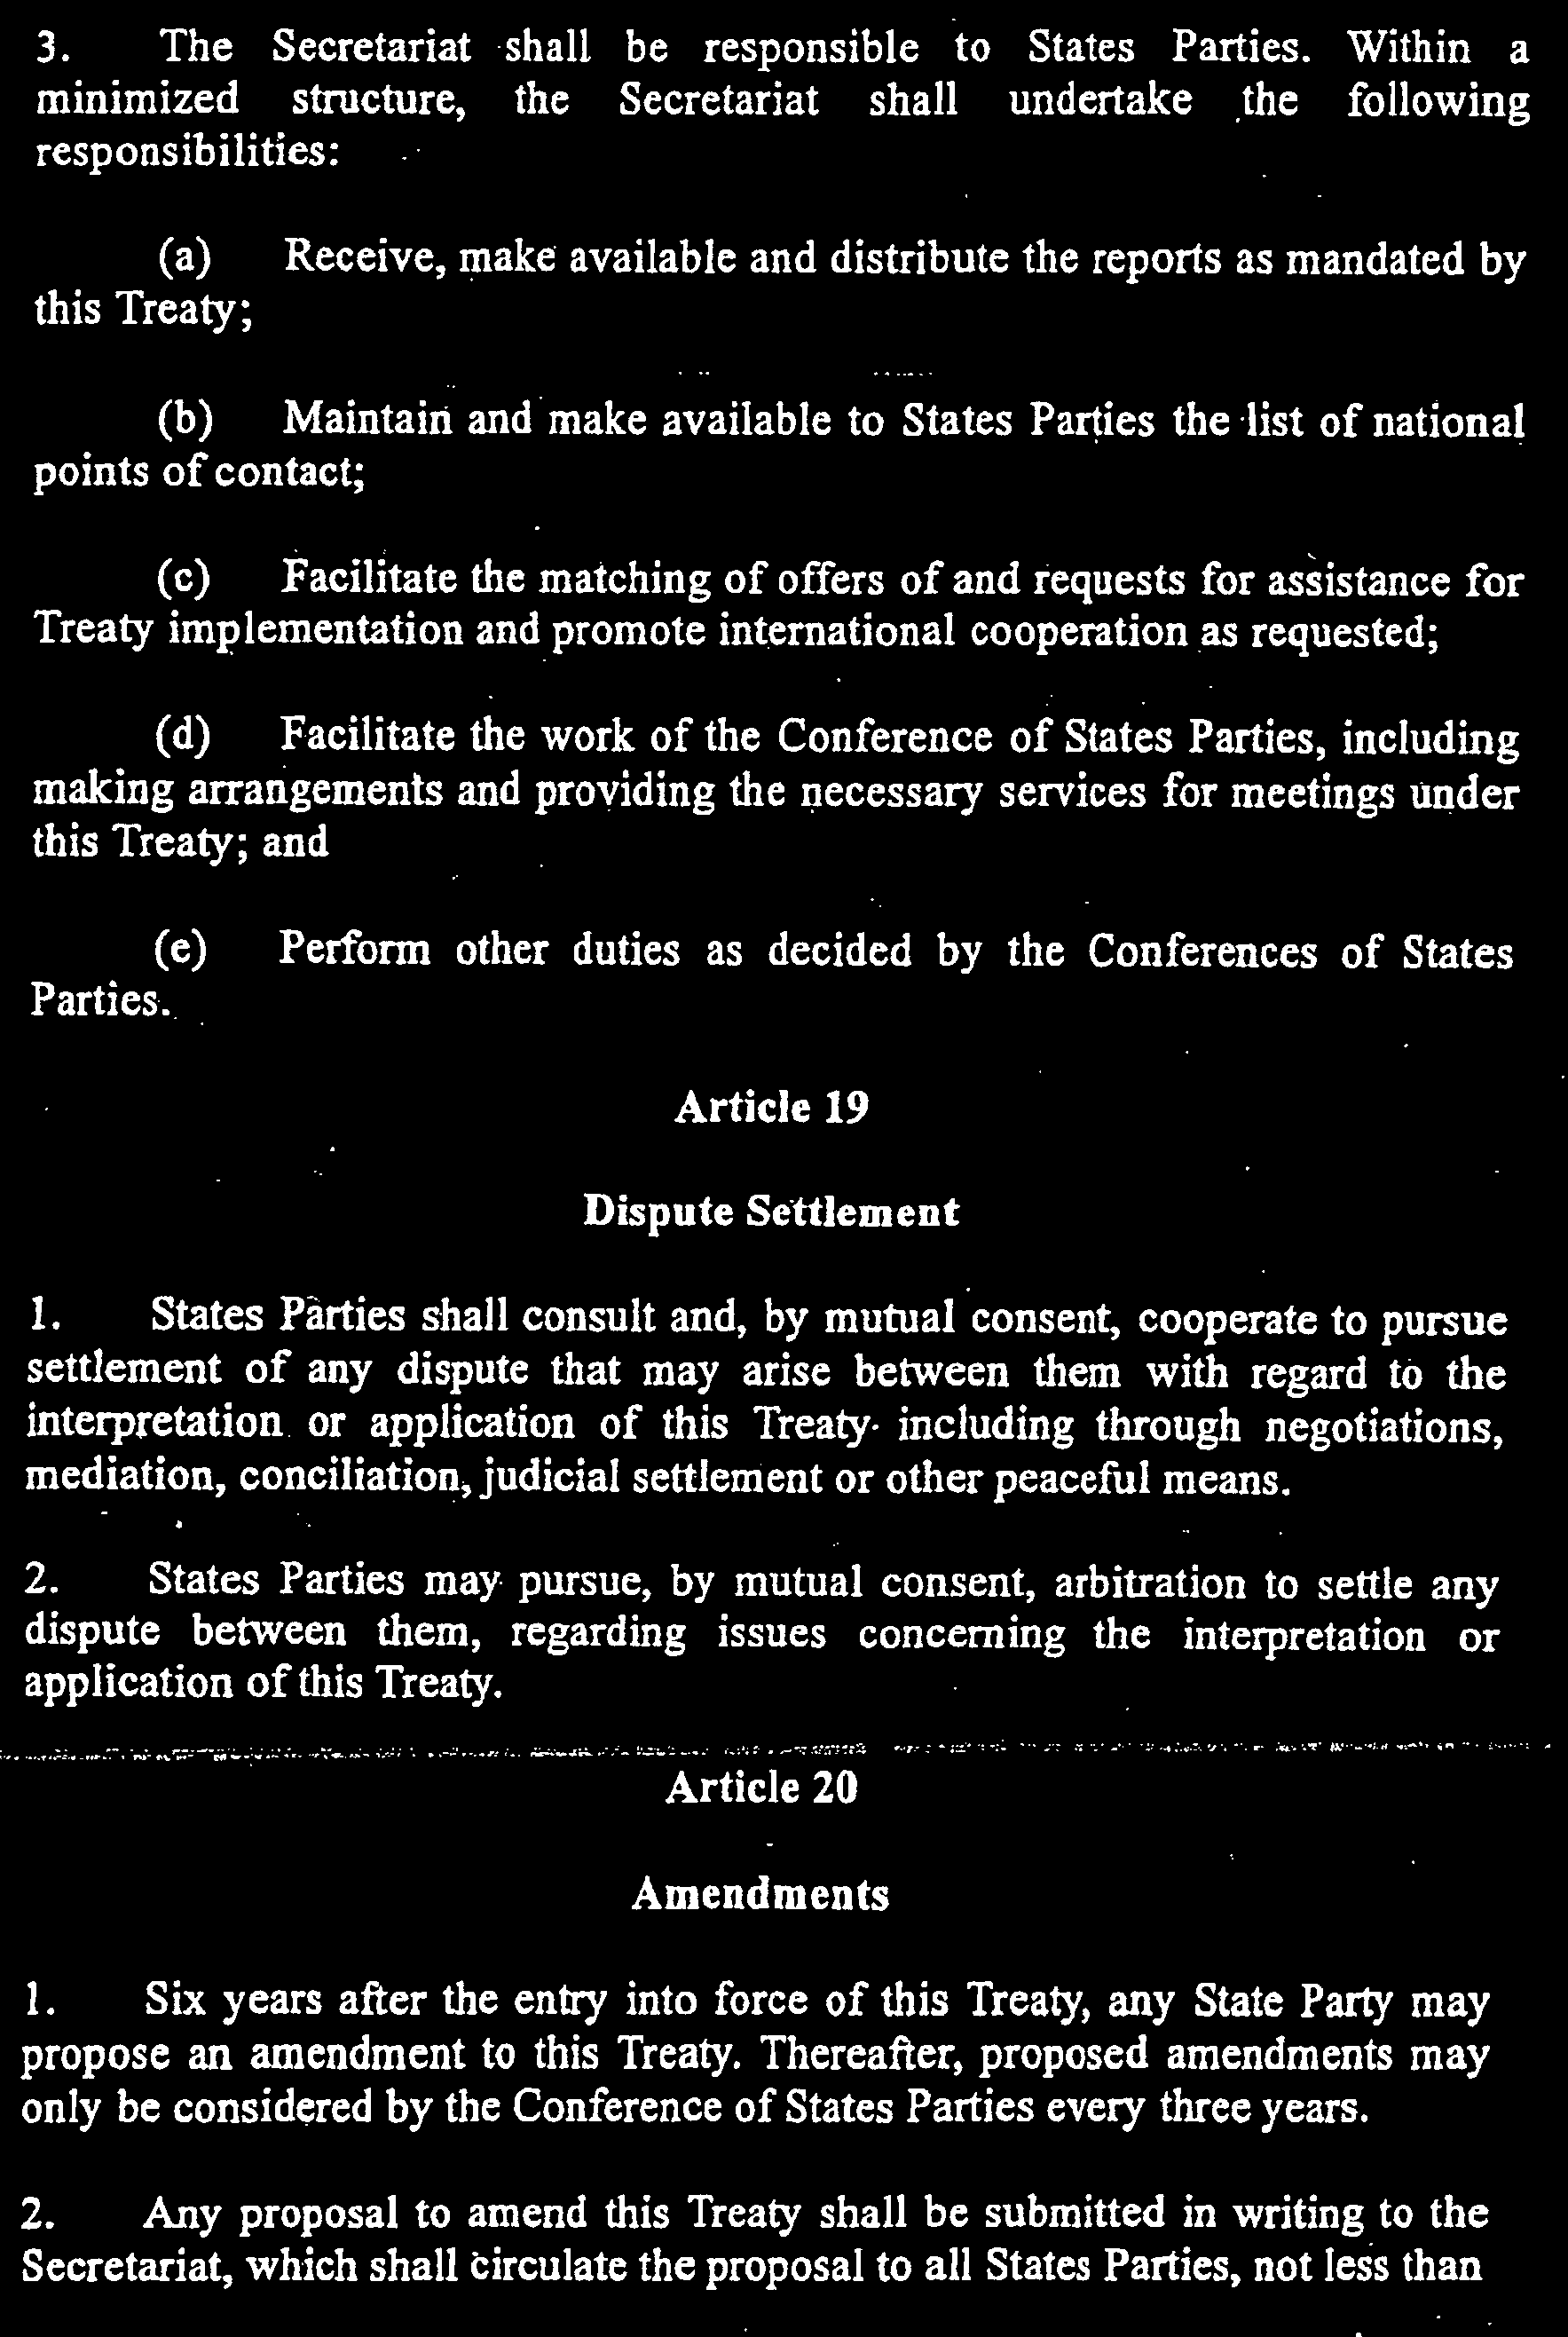 3. The Secretariat shall be responsible to States Parties. Within a
minimized structure, the Secretariat shall undertake the following
responsibilities:
(a) Receive, make available and distribute the reports as mandated by
this Treaty;
(b) Maintain and make available to States Parties the list of national
points of contact;
(c) Facilitate the matching of offers of and requests for assistance for
Treaty implementation and promote international cooperation as requested;
(d) Facilitate the work of the Conference of States Parties, including
making arrangements and providing the necessary services for meetings under
this Treaty; and
(e) Perform other duties as decided by the Conferences of States
Parties.
Article 19
Dispute Settlement
1. States Parties shall consult and, by mutual consent, cooperate to pursue
settlement of any dispute that may arise between them with regard to the
interpretation or application of this Treaty including through negotiations,
mediation, conciliation, judicial settlement or other peaceful means.
2. States Parties may pursue, by mutual consent, arbitration to settle any
dispute between them, regarding issues concerning the interpretation or
application of this Treaty.
Article 20
Amendments
1. Six years after the entry into force of this Treaty, any State Party may
propose an amendment to this Treaty. Thereafter, proposed amendments may
only be considered by the Conference of States Parties every three years.
2. Any proposal to amend this Treaty shall be submitted in writing to the
Secretariat, which shall circulate the proposal to all States Parties, not less than